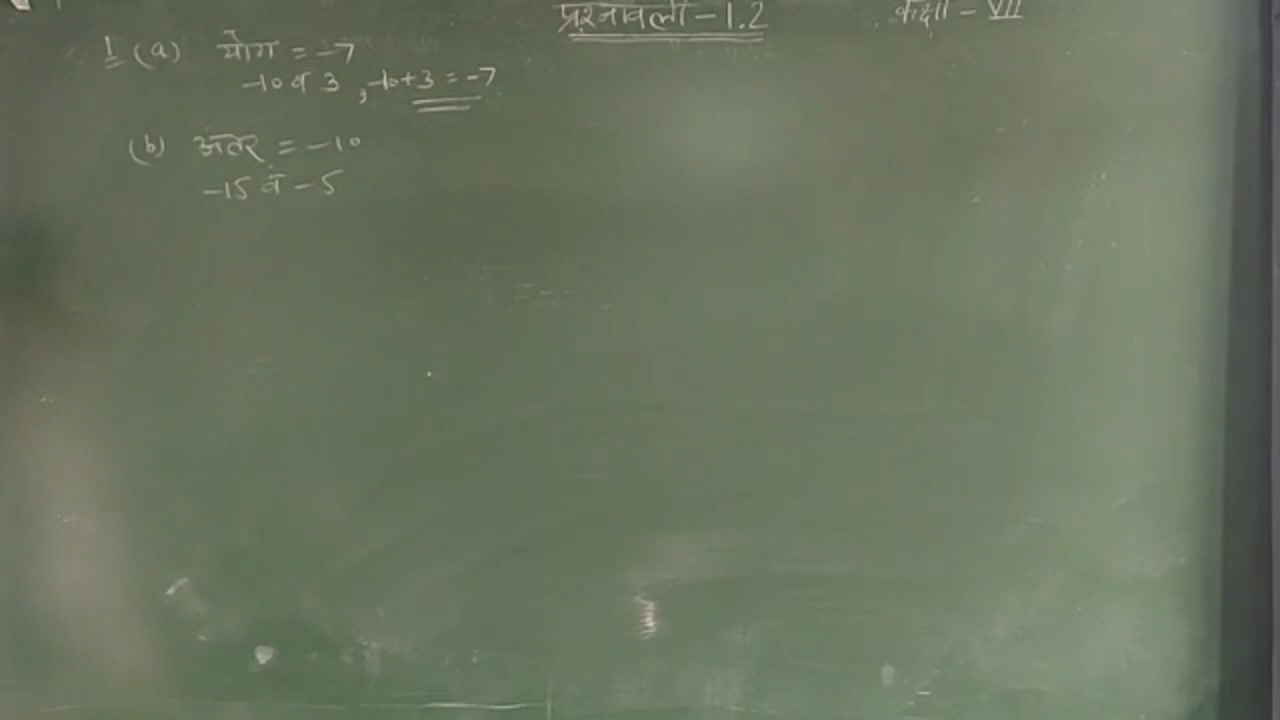 प्रश्नावली - 1.2
कक्षा - VII
1 (a) योग = -7
-10 व 3 , -10+3 = -7
(b) अंतर = -10
-15 व -5